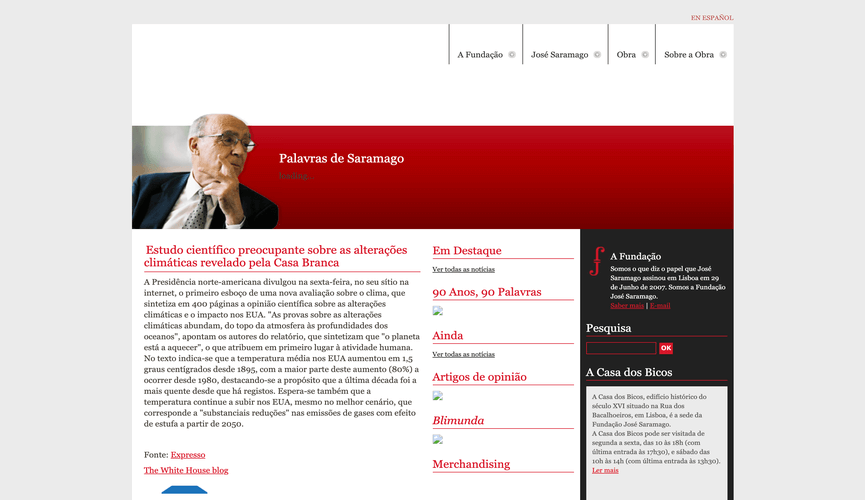 EN ESPAÑOL
A Fundação
José Saramago
Obra
Sobre a Obra
Palavras de Saramago
Estudo científico preocupante sobre as alterações
climáticas revelado pela Casa Branca
A Presidência norte-americana divulgou na sexta-feira, no seu sítio na
internet, o primeiro esboço de uma nova avaliação sobre o clima, que
sintetiza em 400 páginas a opinião científica sobre as alterações
climáticas e o impacto nos EUA. "As provas sobre as alterações
climáticas abundam, do topo da atmosfera às profundidades dos
oceanos", apontam os autores do relatório, que sintetizam que "o planeta
está a aquecer", o que atribuem em primeiro lugar à atividade humana.
No texto indica-se que a temperatura média nos EUA aumentou em 1,5
graus centígrados desde 1895, com a maior parte deste aumento (80%) a
ocorrer desde 1980, destacando-se a propósito que a última década foi a
mais quente desde que há registos. Espera-se também que a
temperatura continue a subir nos EUA, mesmo no melhor cenário, que
corresponde a "substanciais reduções" nas emissões de gases com efeito
de estufa a partir de 2050.
Fonte: Expresso
The White House blog
Em Destaque
Ver todas as notícias
90 Anos, 90 Palavras
Ainda
Ver todas as notícias
Artigos de opinião
Blimunda
Merchandising
A Fundação
Somos o que diz o papel que José
Saramago assinou em Lisboa em 29
de Junho de 2007. Somos a Fundação
José Saramago.
Saber mais | E-mail
Pesquisa
OK
A Casa dos Bicos
A Casa dos Bicos, edifício histórico do
século XVI situado na Rua dos
Bacalhoeiros, em Lisboa, é a sede da
Fundação José Saramago.
A Casa dos Bicos pode ser visitada de
segunda a sexta, das 10 às 18h (com
última entrada às 17h30), e sábado das
10h às 14h (com última entrada às 13h30).
Ler mais